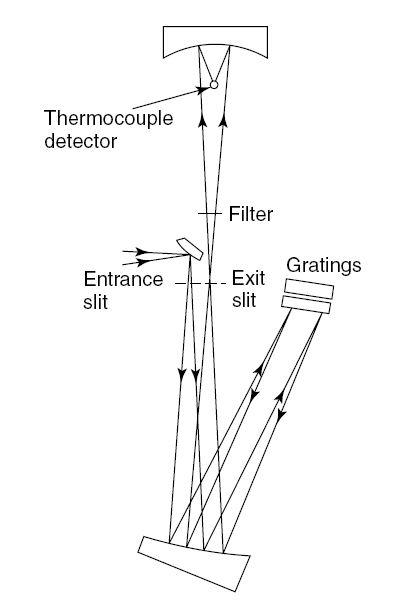 Thermocouple
detector
Filter
Entrance
slit
Exit
slit
Gratings